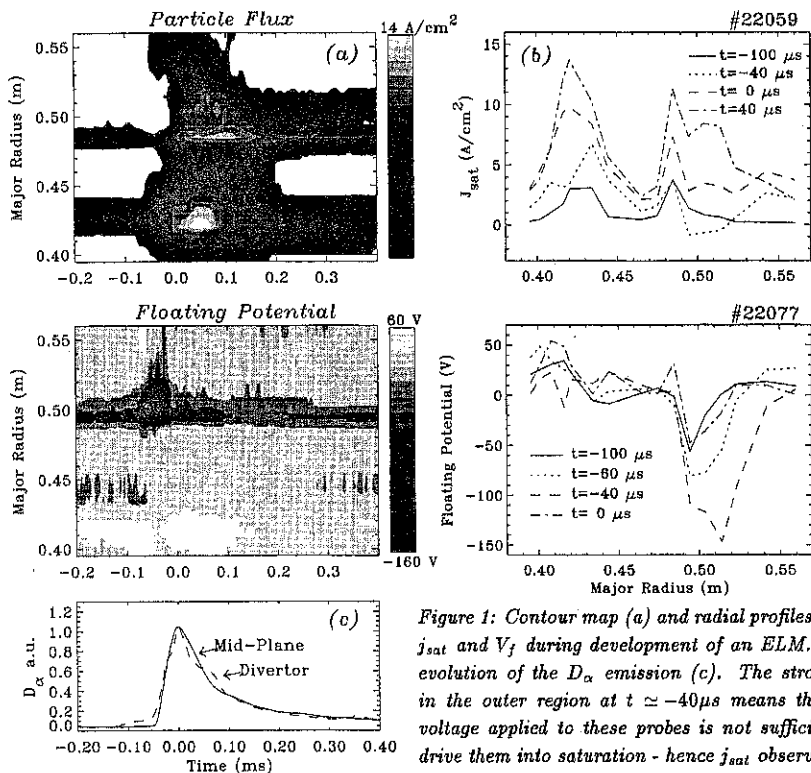 Particle Flux
#22059
0.55
0.50
0.45
0.40
Major Radius (m)
(a)
14 A/cm²
-0.2 -0.1 0.0 0.1 0.2 0.3
(b)
t=-100 μs
t=-40 μs
t= 0 μs
t=40 μs
15
10
5
0
J_sat (A/cm²)
0.40 0.45 0.50 0.55
Floating Potential
#22077
0.55
0.50
0.45
0.40
Major Radius (m)
60 V
-160 V
-0.2 -0.1 0.0 0.1 0.2 0.3
50
0
-50
-100
-150
Floating Potential (V)
t=-100 μs
t=-60 μs
t=-40 μs
t= 0 μs
0.40 0.45 0.50 0.55
Major Radius (m)
(c)
Mid-Plane
Divertor
1.2
1.0
0.8
0.6
0.4
0.2
0.0
D_α a.u.
-0.20 -0.10 0.00 0.10 0.20 0.30 0.40
Time (ms)
Figure 1: Contour map (a) and radial profiles
j_sat and V_f during development of an ELM.
evolution of the D_α emission (c). The stro
in the outer region at t ≃ -40μs means th
voltage applied to these probes is not suffic
drive them into saturation - hence j_sat obser